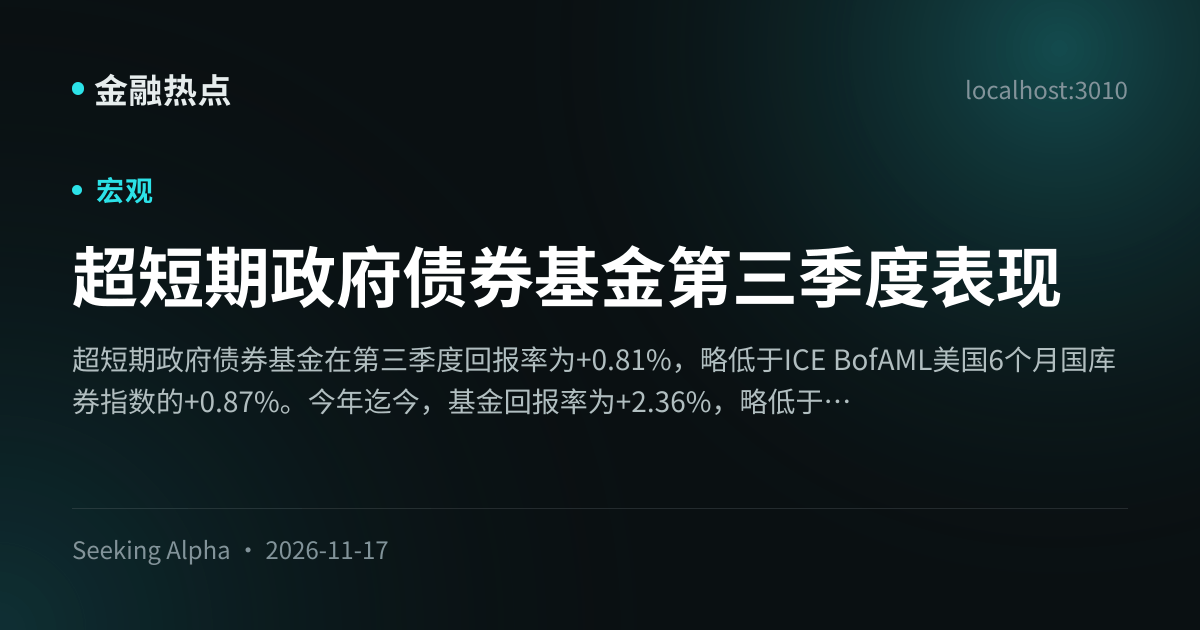 金融热点
localhost:3010
宏观
超短期政府债券基金第三季度表现
超短期政府债券基金在第三季度回报率为+0.81%，略低于ICE BofAML美国6个月国库
券指数的+0.87%。今年迄今，基金回报率为+2.36%，略低于…
Seeking Alpha · 2026-11-17